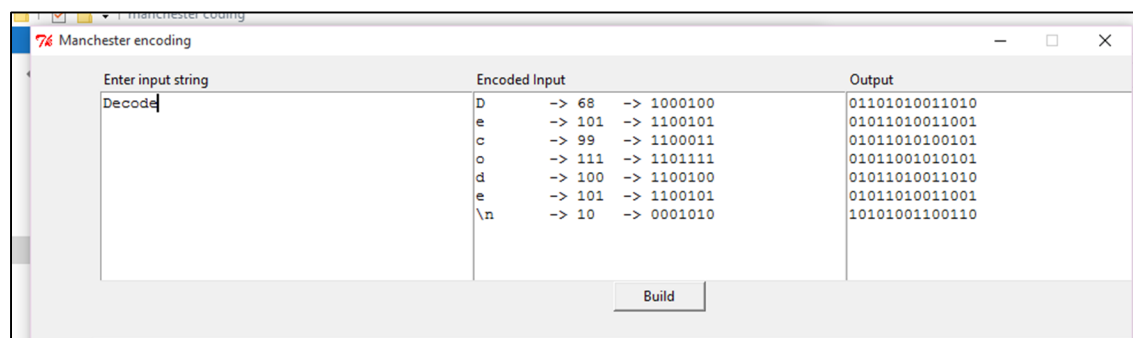 manchester coding
Manchester encoding
Enter input string Encoded Input Output
Decode D -> 68 -> 1000100 01101010011010
e -> 101 -> 1100101 01011010011001
c -> 99 -> 1100011 01011010100101
o -> 111 -> 1101111 01011001010101
d -> 100 -> 1100100 01011010011010
e -> 101 -> 1100101 01011010011001
\n -> 10 -> 0001010 10101001100110
Build